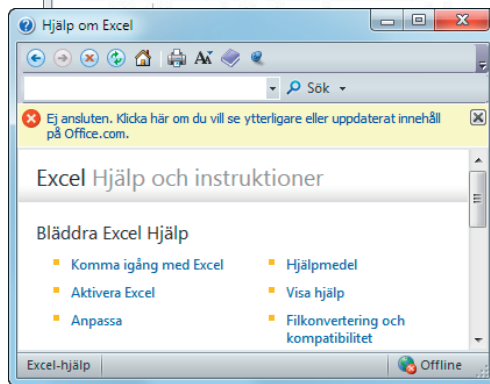 Hjälp om Excel
Sök
Ej ansluten. Klicka här om du vill se ytterligare eller uppdaterat innehåll
på Office.com.
Excel Hjälp och instruktioner
Bläddra Excel Hjälp
Komma igång med Excel
Hjälpmedel
Aktivera Excel
Visa hjälp
Anpassa
Filkonvertering och
kompatibilitet
Excel-hjälp
Offline